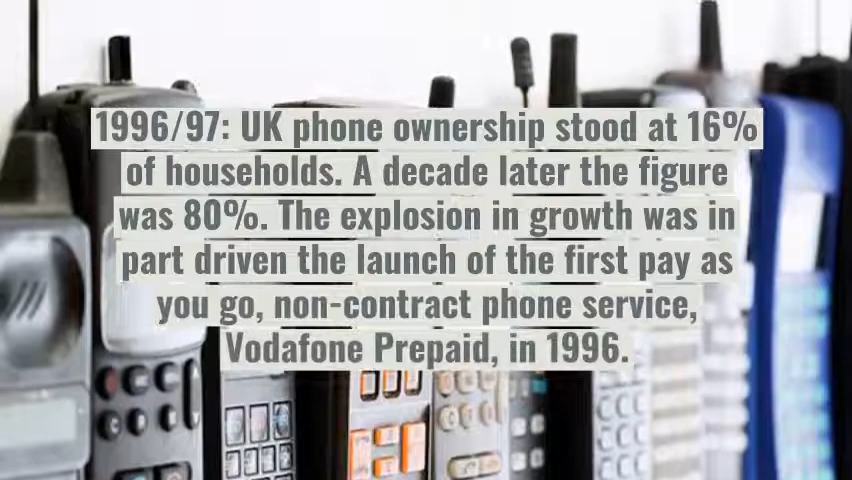 1996/97: UK phone ownership stood at 16%
of households. A decade later the figure
was 80%. The explosion in growth was in
part driven the launch of the first pay as
you go, non-contract phone service,
Vodafone Prepaid, in 1996.